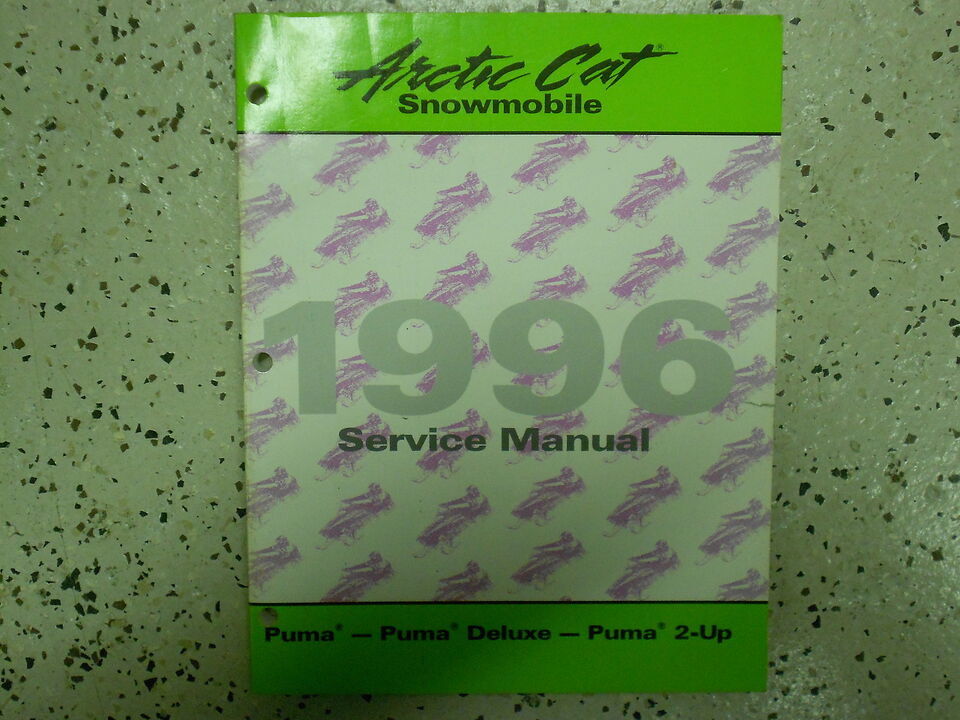 Arctic Cat®
Snowmobile
1996
Service Manual
Puma® — Puma® Deluxe — Puma® 2-Up